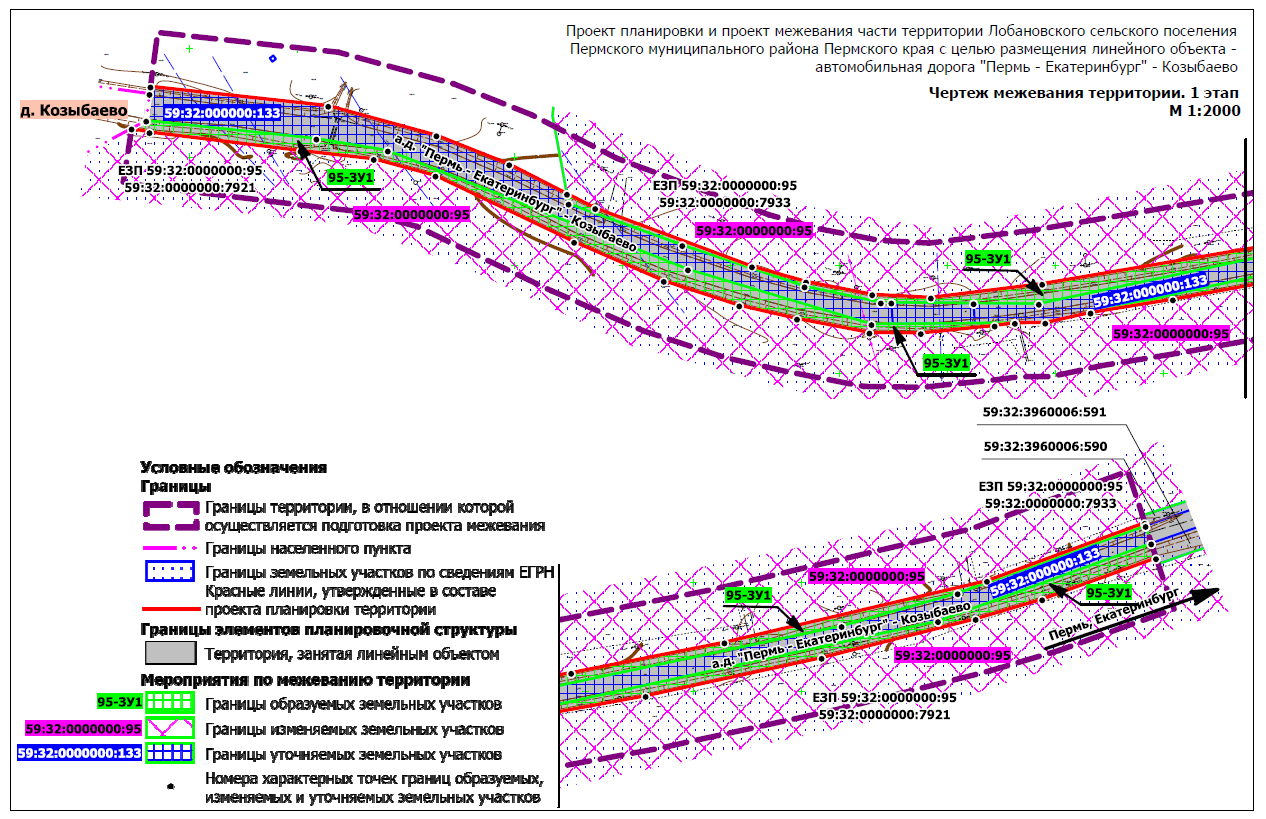 Проект планировки и проект межевания части территории Лобановского сельского поселения
Пермского муниципального района Пермского края с целью размещения линейного объекта -
автомобильная дорога "Пермь - Екатеринбург" - Козыбаево
Чертеж межевания территории. 1 этап
М 1:2000
д. Козыбаево
59:32:000000:133
ЕЗП 59:32:0000000:95
59:32:0000000:7921
95-ЗУ1
59:32:0000000:95
а.д. "Пермь - Екатеринбург" - Козыбаево
ЕЗП 59:32:0000000:95
59:32:0000000:7933
59:32:0000000:95
95-ЗУ1
59:32:000000:133
59:32:0000000:95
95-ЗУ1
59:32:3960006:591
59:32:3960006:590
ЕЗП 59:32:0000000:95
59:32:0000000:7933
59:32:0000000:95
59:32:000000:133
95-ЗУ1
95-ЗУ1
а.д. "Пермь - Екатеринбург" - Козыбаево
Пермь, Екатеринбург
59:32:0000000:95
ЕЗП 59:32:0000000:95
59:32:0000000:7921
Условные обозначения
Границы
Границы территории, в отношении которой
осуществляется подготовка проекта межевания
Границы населенного пункта
Границы земельных участков по сведениям ЕГРН
Красные линии, утвержденные в составе
проекта планировки территории
Границы элементов планировочной структуры
Территория, занятая линейным объектом
Мероприятия по межеванию территории
95-ЗУ1 Границы образуемых земельных участков
59:32:0000000:95 Границы изменяемых земельных участков
59:32:0000000:133 Границы уточняемых земельных участков
Номера характерных точек границ образуемых,
изменяемых и уточняемых земельных участков